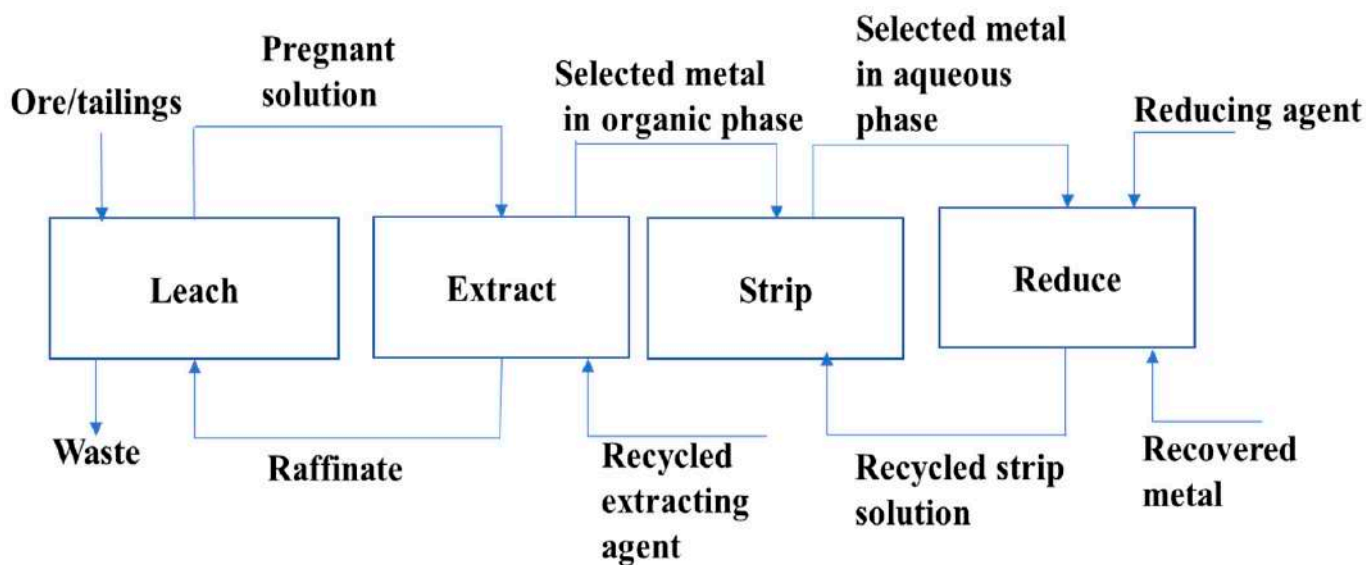 Ore/tailings
Pregnant
solution
Selected metal
in organic phase
Selected metal
in aqueous
phase
Reducing agent
Leach
Extract
Strip
Reduce
Waste
Raffinate
Recycled
extracting
agent
Recycled strip
solution
Recovered
metal